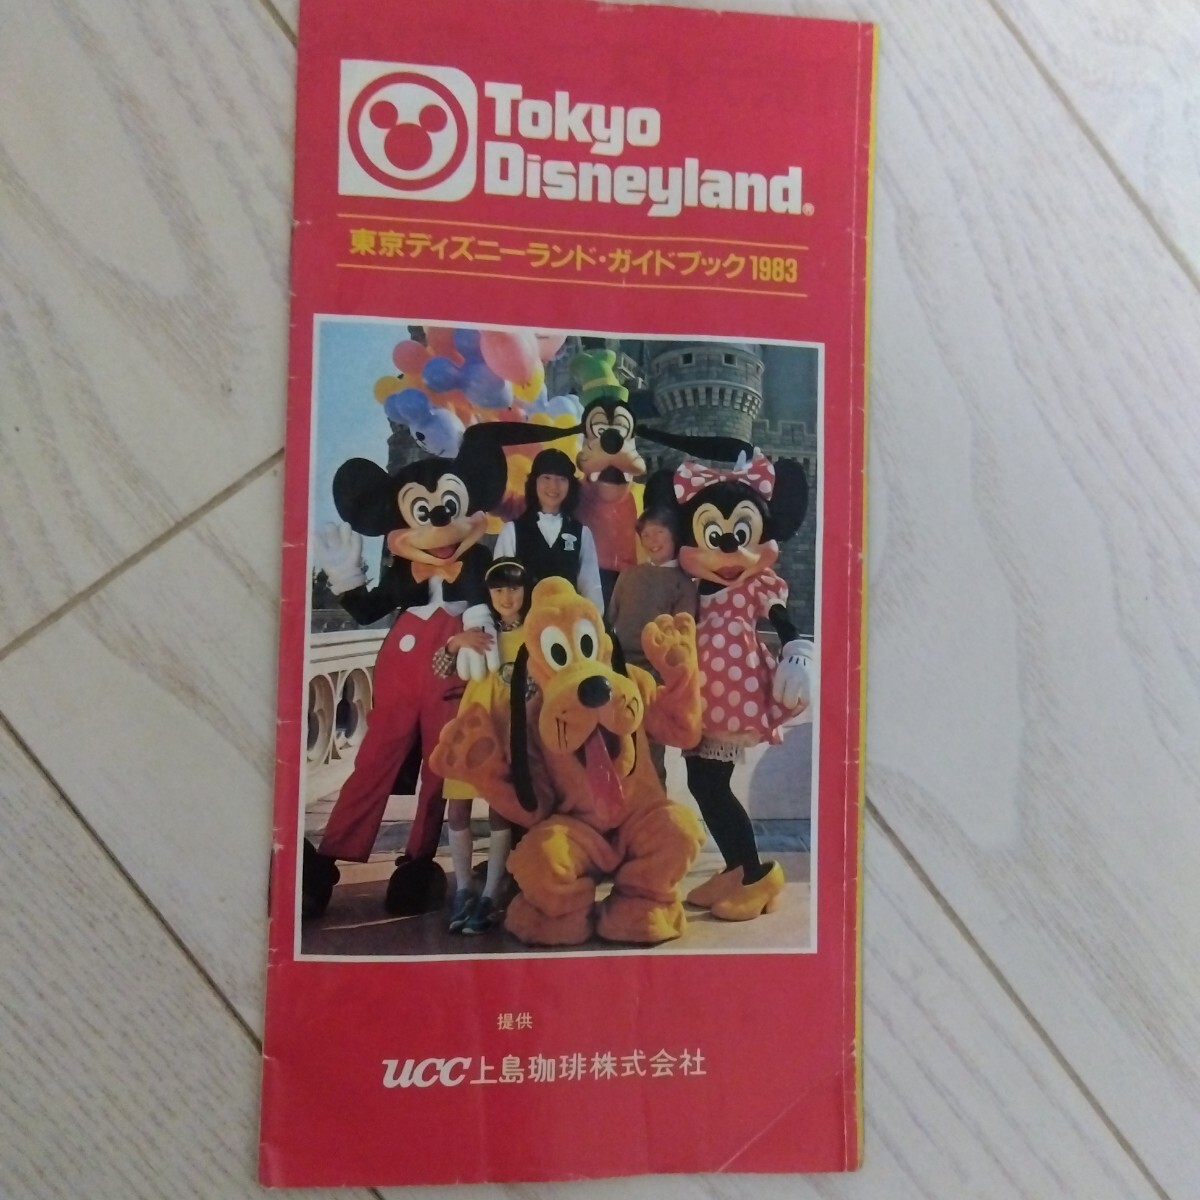 Tokyo
Disneyland®
東京ディズニーランド・ガイドブック1983
提供
UCC上島珈琲株式会社